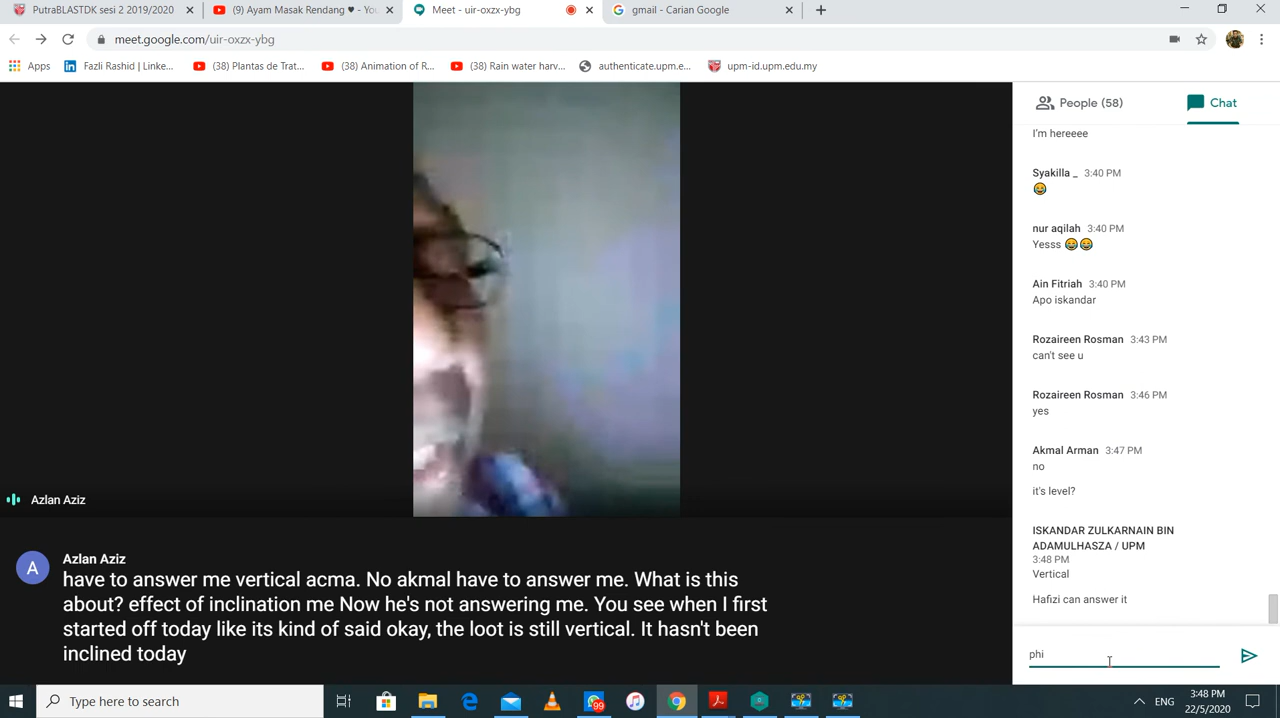 PutraBLASTDK sesi 2 2019/2020
(9) Ayam Masak Rendang ♥ - You
Meet - uir-oxzx-ybg
gmail - Carian Google
meet.google.com/uir-oxzx-ybg
Apps
Fazli Rashid | Linke...
(38) Plantas de Trat...
(38) Animation of R...
(38) Rain water harv...
authenticate.upm.e...
upm-id.upm.edu.my
People (58)
Chat
I'm hereeee
Syakilla _ 3:40 PM
😂
nur aqilah 3:40 PM
Yesss 😂😂
Ain Fitriah 3:40 PM
Apo iskandar
Rozaireen Rosman 3:43 PM
can't see u
Rozaireen Rosman 3:46 PM
yes
Akmal Arman 3:47 PM
no
it's level?
ISKANDAR ZULKARNAIN BIN
ADAMULHASZA / UPM
3:48 PM
Vertical
Hafizi can answer it
phi
Azlan Aziz
A
Azlan Aziz
have to answer me vertical acma. No akmal have to answer me. What is this
about? effect of inclination me Now he's not answering me. You see when I first
started off today like its kind of said okay, the loot is still vertical. It hasn't been
inclined today
Type here to search
99
ENG
3:48 PM
22/5/2020